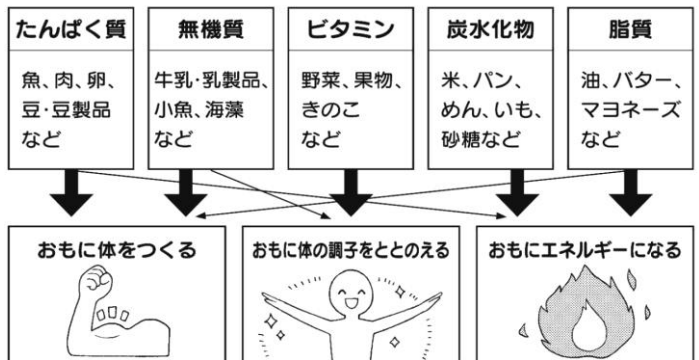 たんぱく質
魚、肉、卵、
豆・豆製品
など
無機質
牛乳・乳製品、
小魚、海藻
など
ビタミン
野菜、果物、
きのこ
など
炭水化物
米、パン、
めん、いも、
砂糖など
脂質
油、バター、
マヨネーズ
など
おもに体をつくる
おもに体の調子をととのえる
おもにエネルギーになる